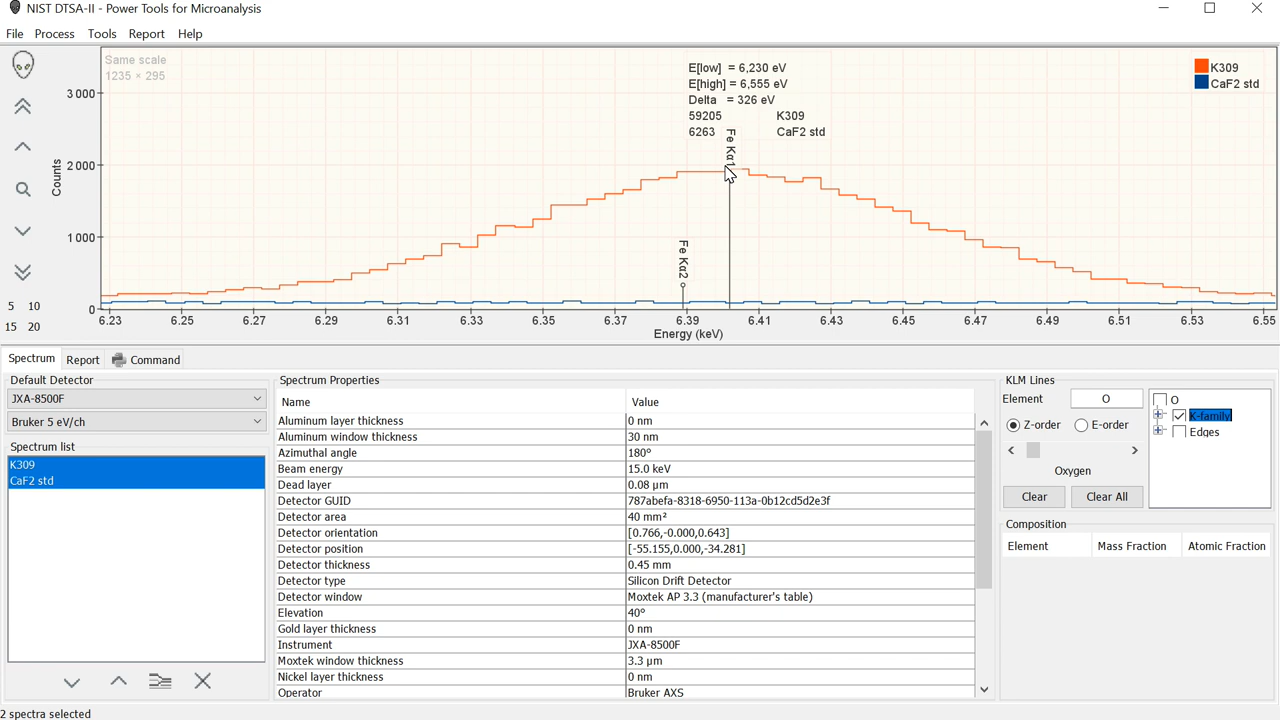 NIST DTSA-II - Power Tools for Microanalysis
File Process Tools Report Help
Same scale
1235 × 295
E[low] = 6,230 eV
E[high] = 6,555 eV
Delta = 326 eV
59205 K309
6263 CaF2 std
K309
CaF2 std
Counts
3 000
2 000
1 000
0
Fe Kα1
Fe Kα2
6.23 6.25 6.27 6.29 6.31 6.33 6.35 6.37 6.39 6.41 6.43 6.45 6.47 6.49 6.51 6.53 6.55
Energy (keV)
5 10
15 20
Spectrum Report Command
Default Detector
JXA-8500F
Bruker 5 eV/ch
Spectrum list
K309
CaF2 std
Spectrum Properties
Name Value
Aluminum layer thickness 0 nm
Aluminum window thickness 30 nm
Azimuthal angle 180°
Beam energy 15.0 keV
Dead layer 0.08 μm
Detector GUID 787abefa-8318-6950-113a-0b12cd5d2e3f
Detector area 40 mm²
Detector orientation [0.766,-0.000,0.643]
Detector position [-55.155,0.000,-34.281]
Detector thickness 0.45 mm
Detector type Silicon Drift Detector
Detector window Moxtek AP 3.3 (manufacturer's table)
Elevation 40°
Gold layer thickness 0 nm
Instrument JXA-8500F
Moxtek window thickness 3.3 μm
Nickel layer thickness 0 nm
Operator Bruker AXS
KLM Lines
Element O
Z-order E-order
Oxygen
Clear Clear All
O
K-family
Edges
Composition
Element Mass Fraction Atomic Fraction
2 spectra selected